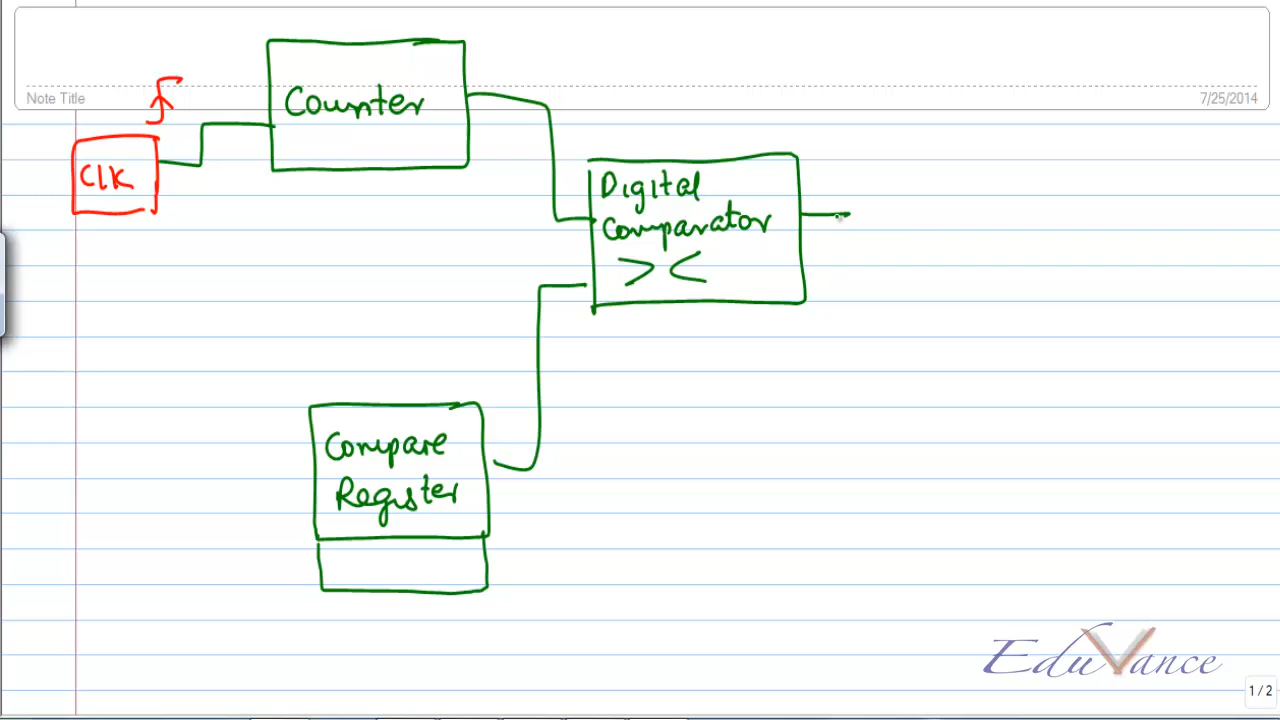 Note Title
7/25/2014
Counter
CLK
Digital
Comparator
> <
Compare
Register
EduVance
1 / 2